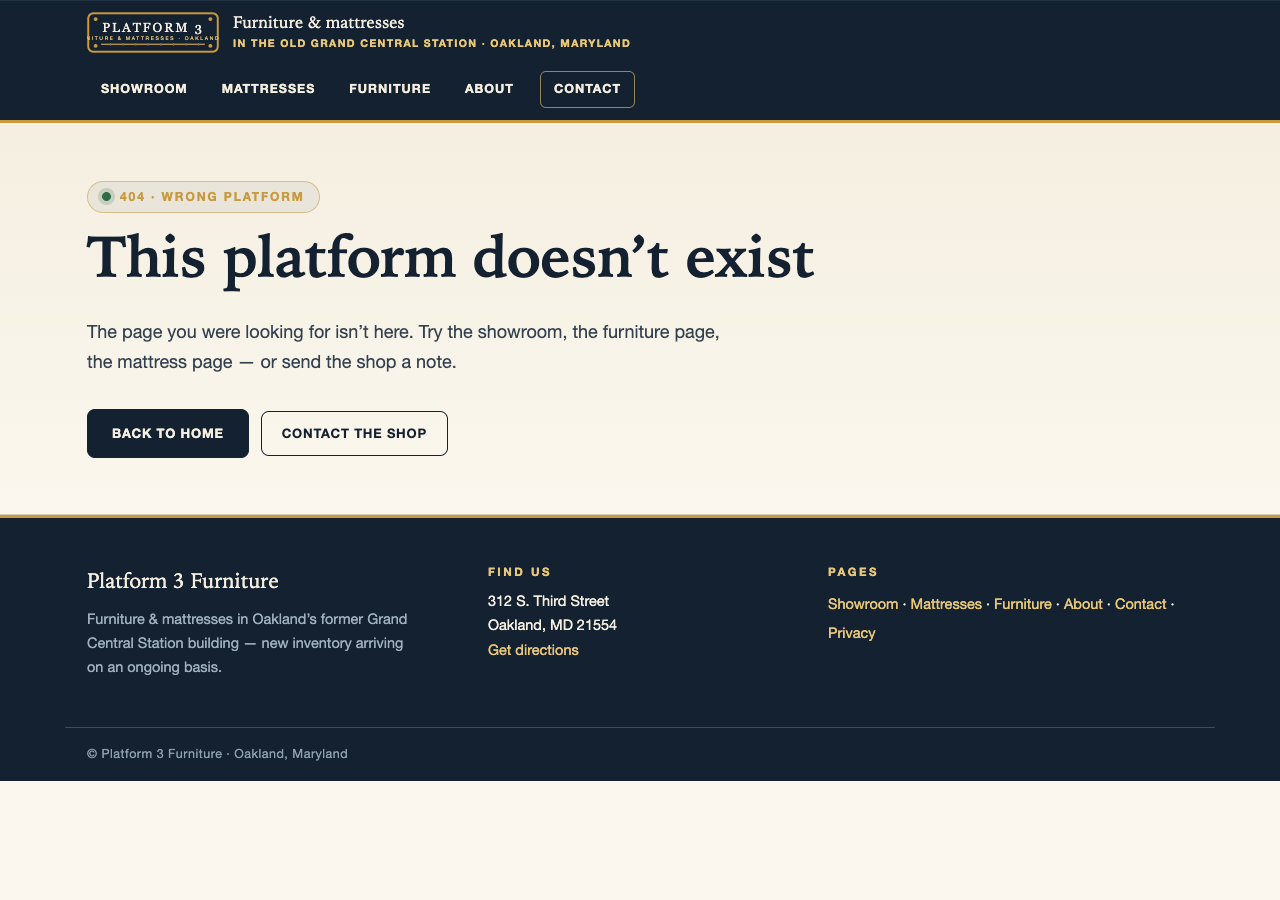 PLATFORM 3
Furniture & mattresses
& MATTRESSES · OAKLAND
IN THE OLD GRAND CENTRAL STATION · OAKLAND, MARYLAND
SHOWROOM MATTRESSES FURNITURE ABOUT CONTACT
404 · WRONG PLATFORM
This platform doesn’t exist
The page you were looking for isn’t here. Try the showroom, the furniture page,
the mattress page — or send the shop a note.
BACK TO HOME CONTACT THE SHOP
Platform 3 Furniture
Furniture & mattresses in Oakland’s former Grand
Central Station building — new inventory arriving
on an ongoing basis.
FIND US
312 S. Third Street
Oakland, MD 21554
Get directions
PAGES
Showroom · Mattresses · Furniture · About · Contact ·
Privacy
© Platform 3 Furniture · Oakland, Maryland